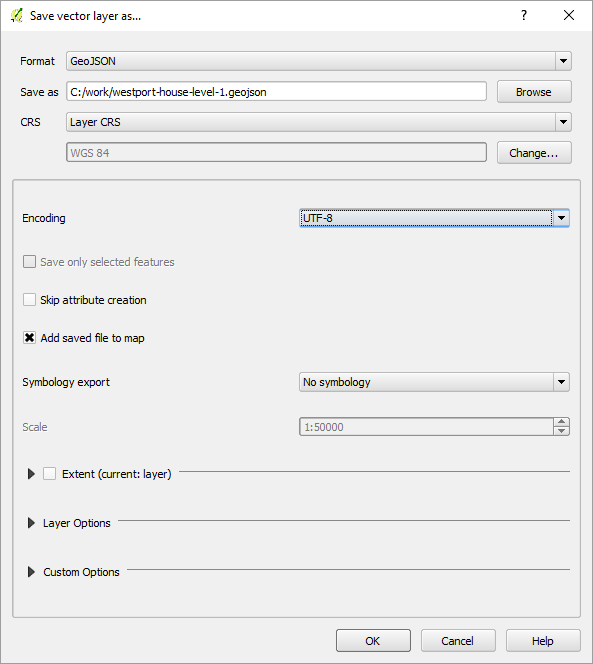 Save vector layer as...
Format GeoJSON
Save as C:/work/westport-house-level-1.geojson Browse
CRS Layer CRS
WGS 84 Change...
Encoding UTF-8
Save only selected features
Skip attribute creation
Add saved file to map
Symbology export No symbology
Scale 1:50000
Extent (current: layer)
Layer Options
Custom Options
OK Cancel Help